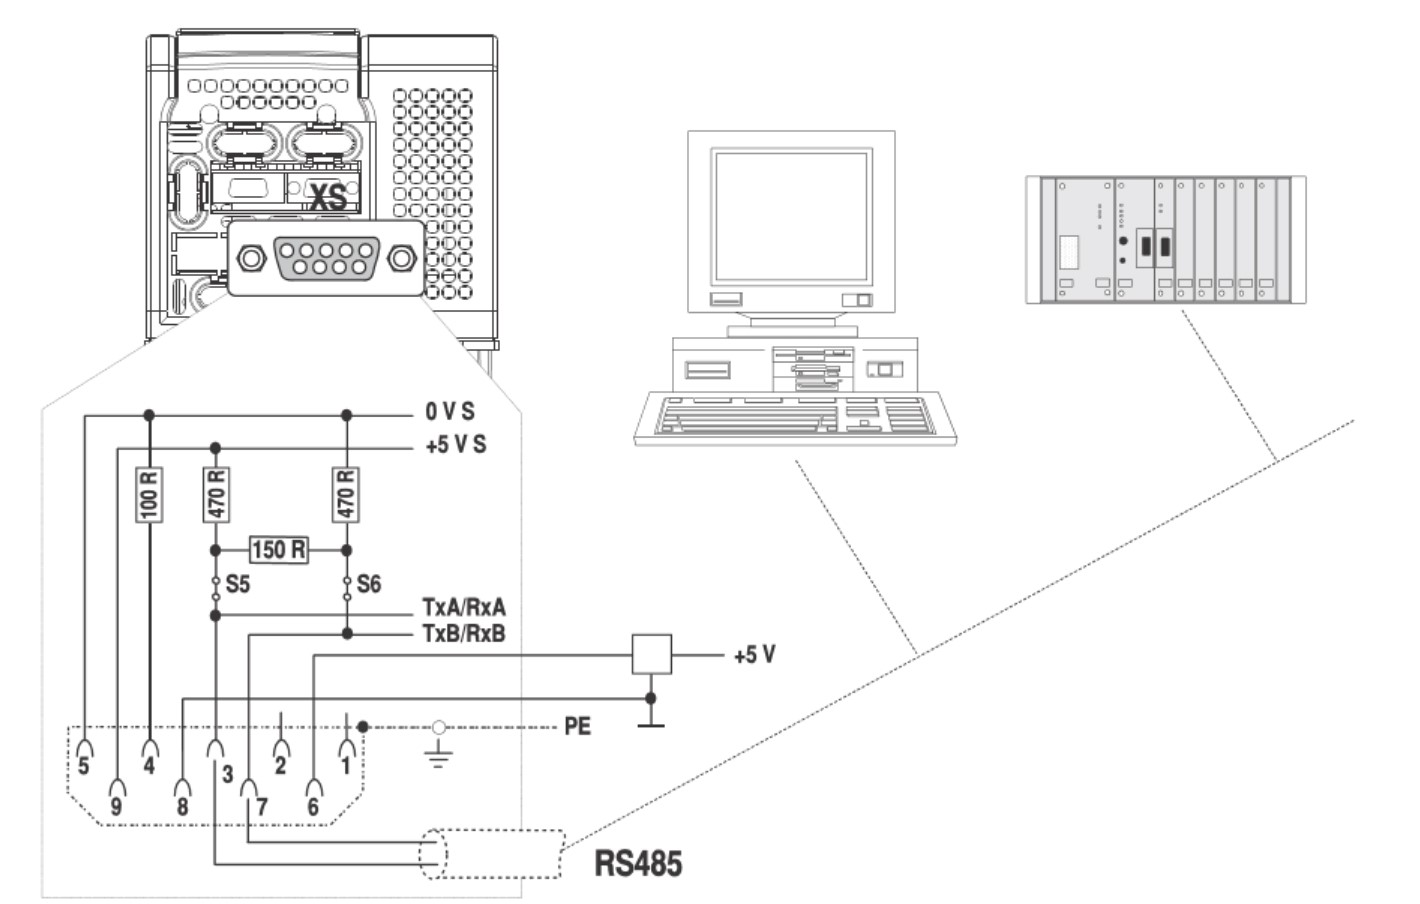 XS
0 V S
+5 V S
100 R
470 R
470 R
150 R
S5
S6
TxA/RxA
TxB/RxB
+5 V
PE
5
4
3
2
1
9
8
7
6
RS485